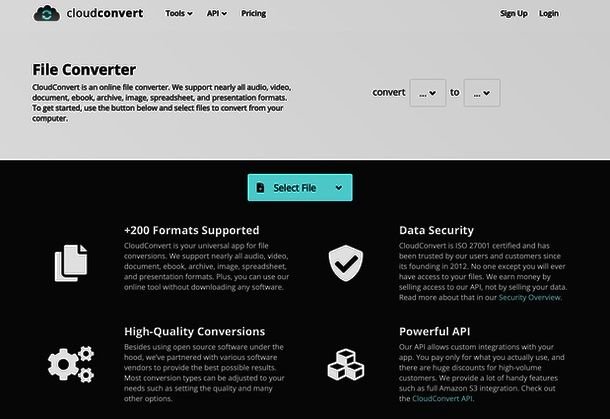 cloudconvert Tools API Pricing Sign Up Login
File Converter
CloudConvert is an online file converter. We support nearly all audio, video,
document, ebook, archive, image, spreadsheet, and presentation formats.
To get started, use the button below and select files to convert from your
computer.
convert ... to ...
Select File
+200 Formats Supported
CloudConvert is your universal app for file
conversions. We support nearly all audio, video,
document, ebook, archive, image, spreadsheet,
and presentation formats. Plus, you can use our
online tool without downloading any software.
Data Security
CloudConvert is ISO 27001 certified and has
been trusted by our users and customers since
its founding in 2012. No one except you will ever
have access to your files. We earn money by
selling access to our API, not by selling your data.
Read more about that in our Security Overview.
High-Quality Conversions
Besides using open source software under the
hood, we've partnered with various software
vendors to provide the best possible results.
Most conversion types can be adjusted to your
needs such as setting the quality and many
other options.
Powerful API
Our API allows custom integrations with your
app. You pay only for what you actually use, and
there are huge discounts for high-volume
customers. We provide a lot of handy features
such as full Amazon S3 integration. Check out
the CloudConvert API.